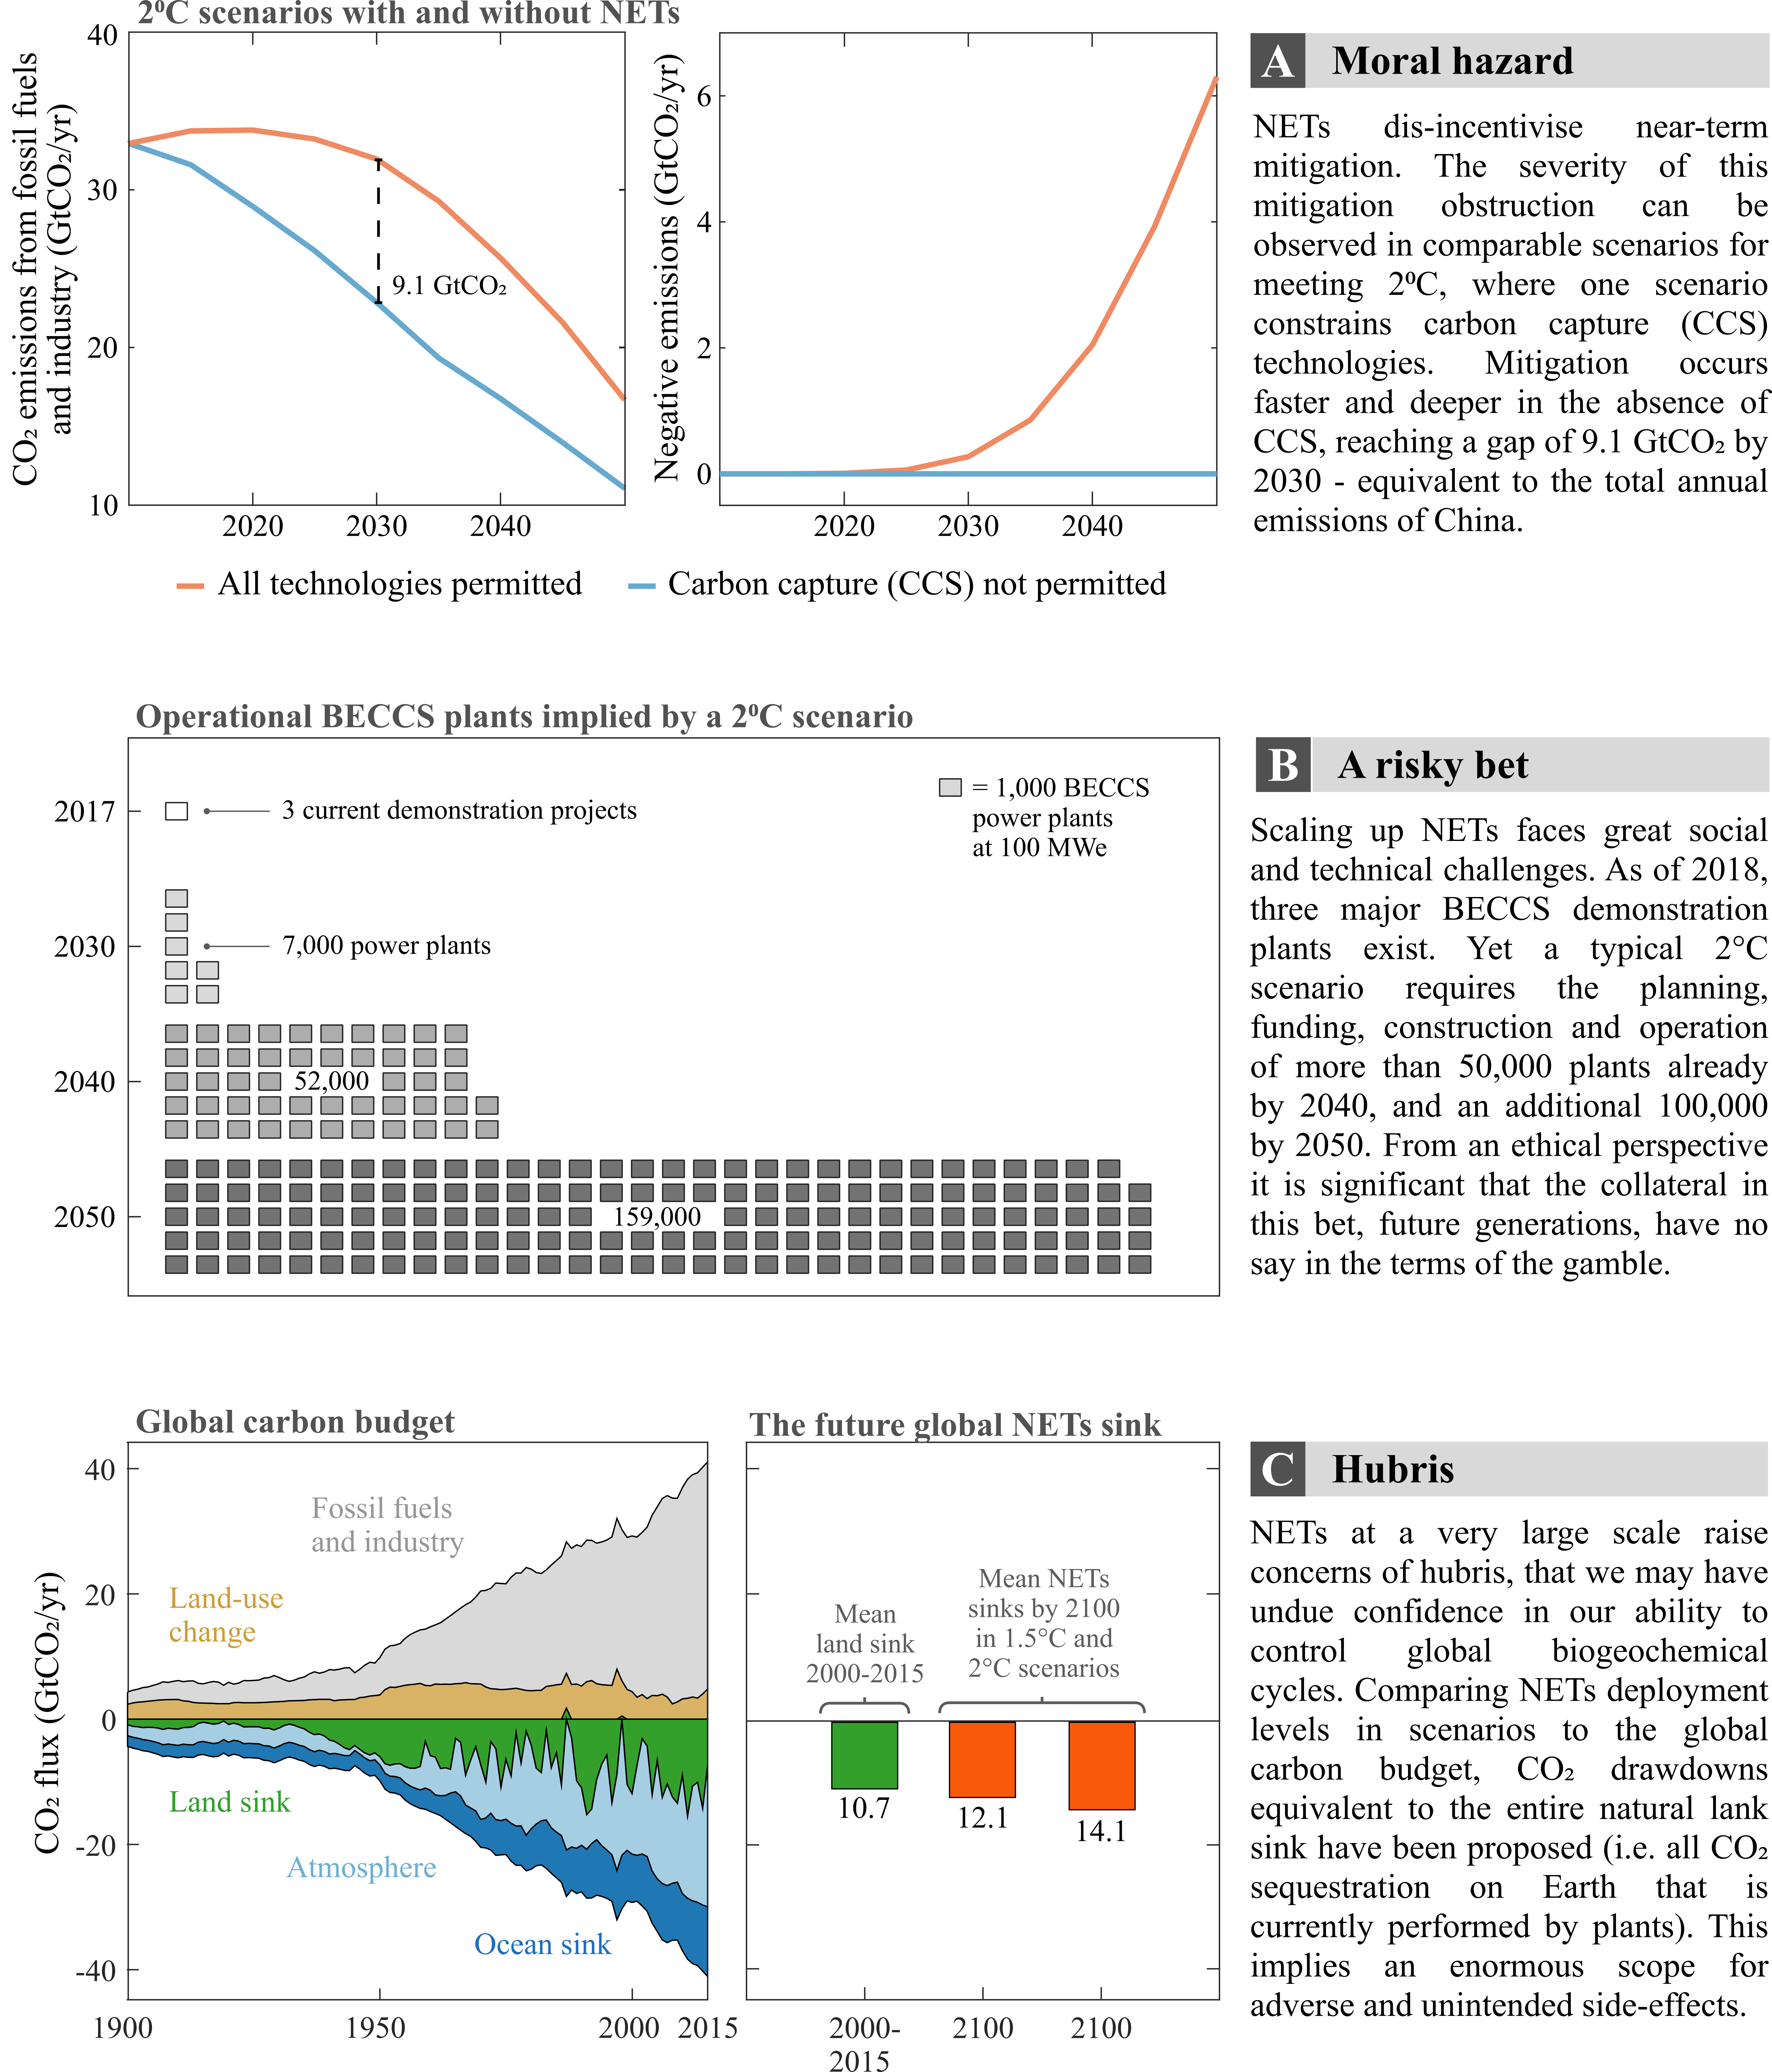 2⁰C scenarios with and without NETs
CO₂ emissions from fossil fuels
and industry (GtCO₂/yr)
40
30
20
10
2020
2030
2040
9.1 GtCO₂
Negative emissions (GtCO₂/yr)
6
4
2
0
2020
2030
2040
All technologies permitted
Carbon capture (CCS) not permitted
A Moral hazard
NETs dis-incentivise near-term
mitigation. The severity of this
mitigation obstruction can be
observed in comparable scenarios for
meeting 2⁰C, where one scenario
constrains carbon capture (CCS)
technologies. Mitigation occurs
faster and deeper in the absence of
CCS, reaching a gap of 9.1 GtCO₂ by
2030 - equivalent to the total annual
emissions of China.
Operational BECCS plants implied by a 2⁰C scenario
2017
3 current demonstration projects
= 1,000 BECCS
power plants
at 100 MWe
2030
7,000 power plants
2040
52,000
2050
159,000
B A risky bet
Scaling up NETs faces great social
and technical challenges. As of 2018,
three major BECCS demonstration
plants exist. Yet a typical 2°C
scenario requires the planning,
funding, construction and operation
of more than 50,000 plants already
by 2040, and an additional 100,000
by 2050. From an ethical perspective
it is significant that the collateral in
this bet, future generations, have no
say in the terms of the gamble.
Global carbon budget
CO₂ flux (GtCO₂/yr)
40
20
0
-20
-40
Fossil fuels
and industry
Land-use
change
Land sink
Atmosphere
Ocean sink
1900
1950
2000
2015
The future global NETs sink
Mean
land sink
2000-2015
Mean NETs
sinks by 2100
in 1.5°C and
2°C scenarios
10.7
12.1
14.1
2000-
2015
2100
2100
C Hubris
NETs at a very large scale raise
concerns of hubris, that we may have
undue confidence in our ability to
control global biogeochemical
cycles. Comparing NETs deployment
levels in scenarios to the global
carbon budget, CO₂ drawdowns
equivalent to the entire natural lank
sink have been proposed (i.e. all CO₂
sequestration on Earth that is
currently performed by plants). This
implies an enormous scope for
adverse and unintended side-effects.